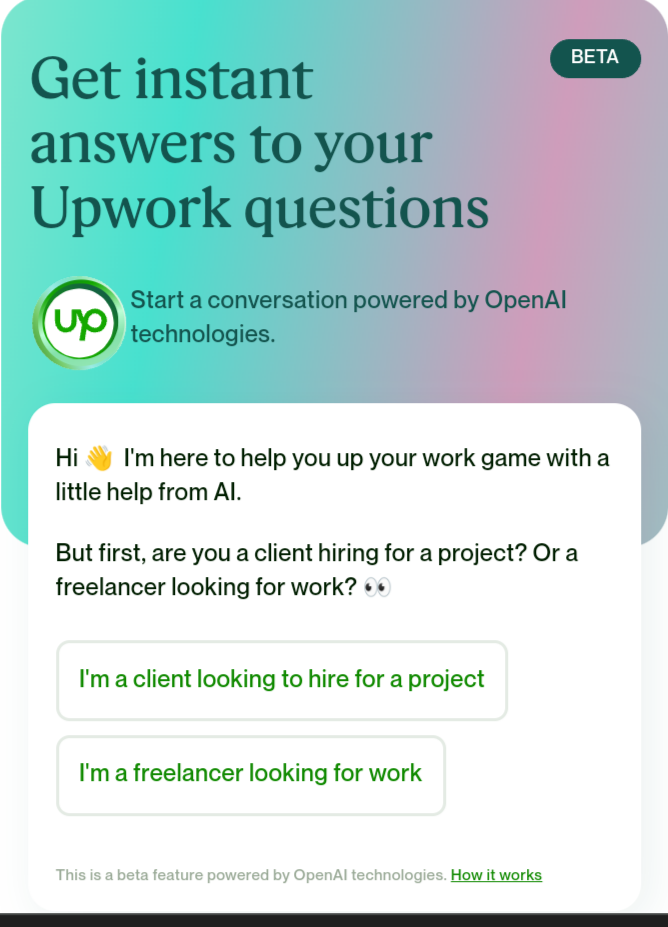 BETA
Get instant
answers to your
Upwork questions
up
Start a conversation powered by OpenAI
technologies.
Hi 👋 I'm here to help you up your work game with a
little help from AI.
But first, are you a client hiring for a project? Or a
freelancer looking for work? 👀
I'm a client looking to hire for a project
I'm a freelancer looking for work
This is a beta feature powered by OpenAI technologies. How it works